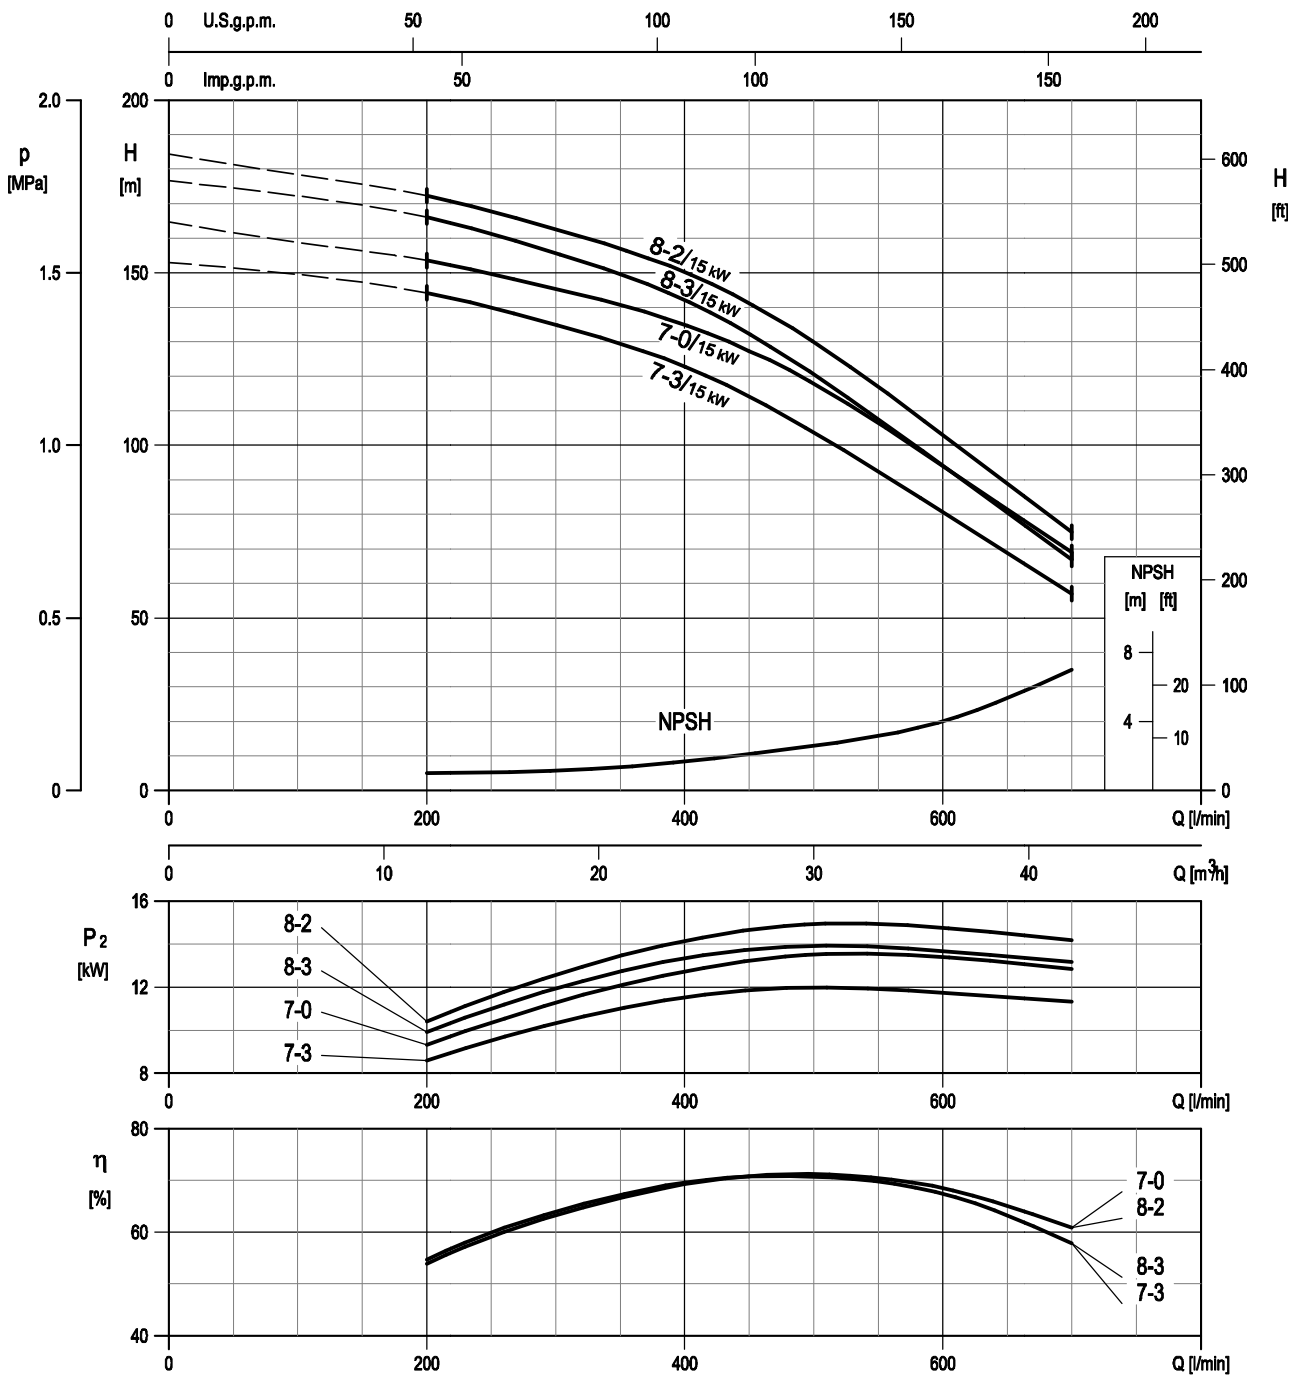 0 U.S.g.p.m. 50 100 150 200
0 Imp.g.p.m. 50 100 150
2.0 200
p H 600
[MPa] [m] H
[ft]
8-2/15 kW
1.5 150 500
8-3/15 kW
7-0/15 kW
7-3/15 kW
400
1.0 100
300
NPSH
200
[m] [ft]
0.5 50
8
20 100
NPSH 4
10
0 0 0
0 200 400 600 Q [l/min]
0 10 20 30 40 Q [m³/h]
16
8-2
P2
[kW] 8-3
12
7-0
7-3
8
0 200 400 600 Q [l/min]
80
η
[%] 7-0
8-2
60
8-3
7-3
40
0 200 400 600 Q [l/min]